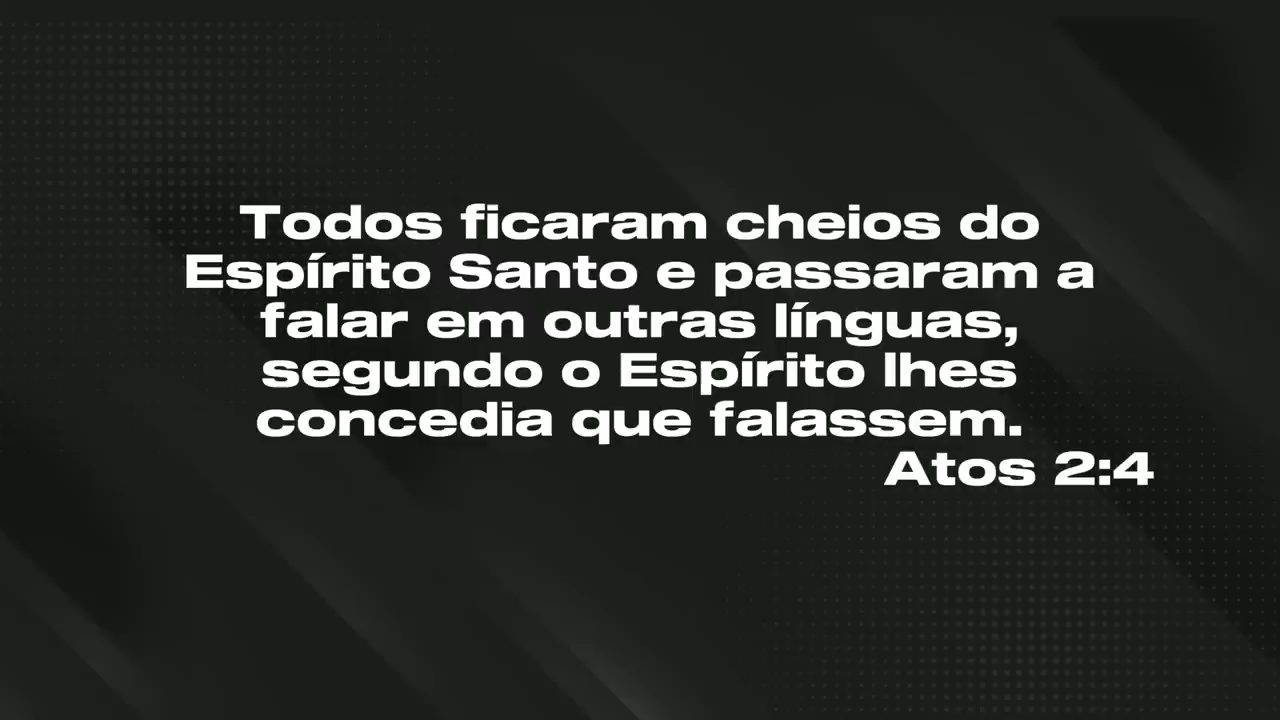 Todos ficaram cheios do
Espírito Santo e passaram a
falar em outras línguas,
segundo o Espírito lhes
concedia que falassem.
Atos 2:4